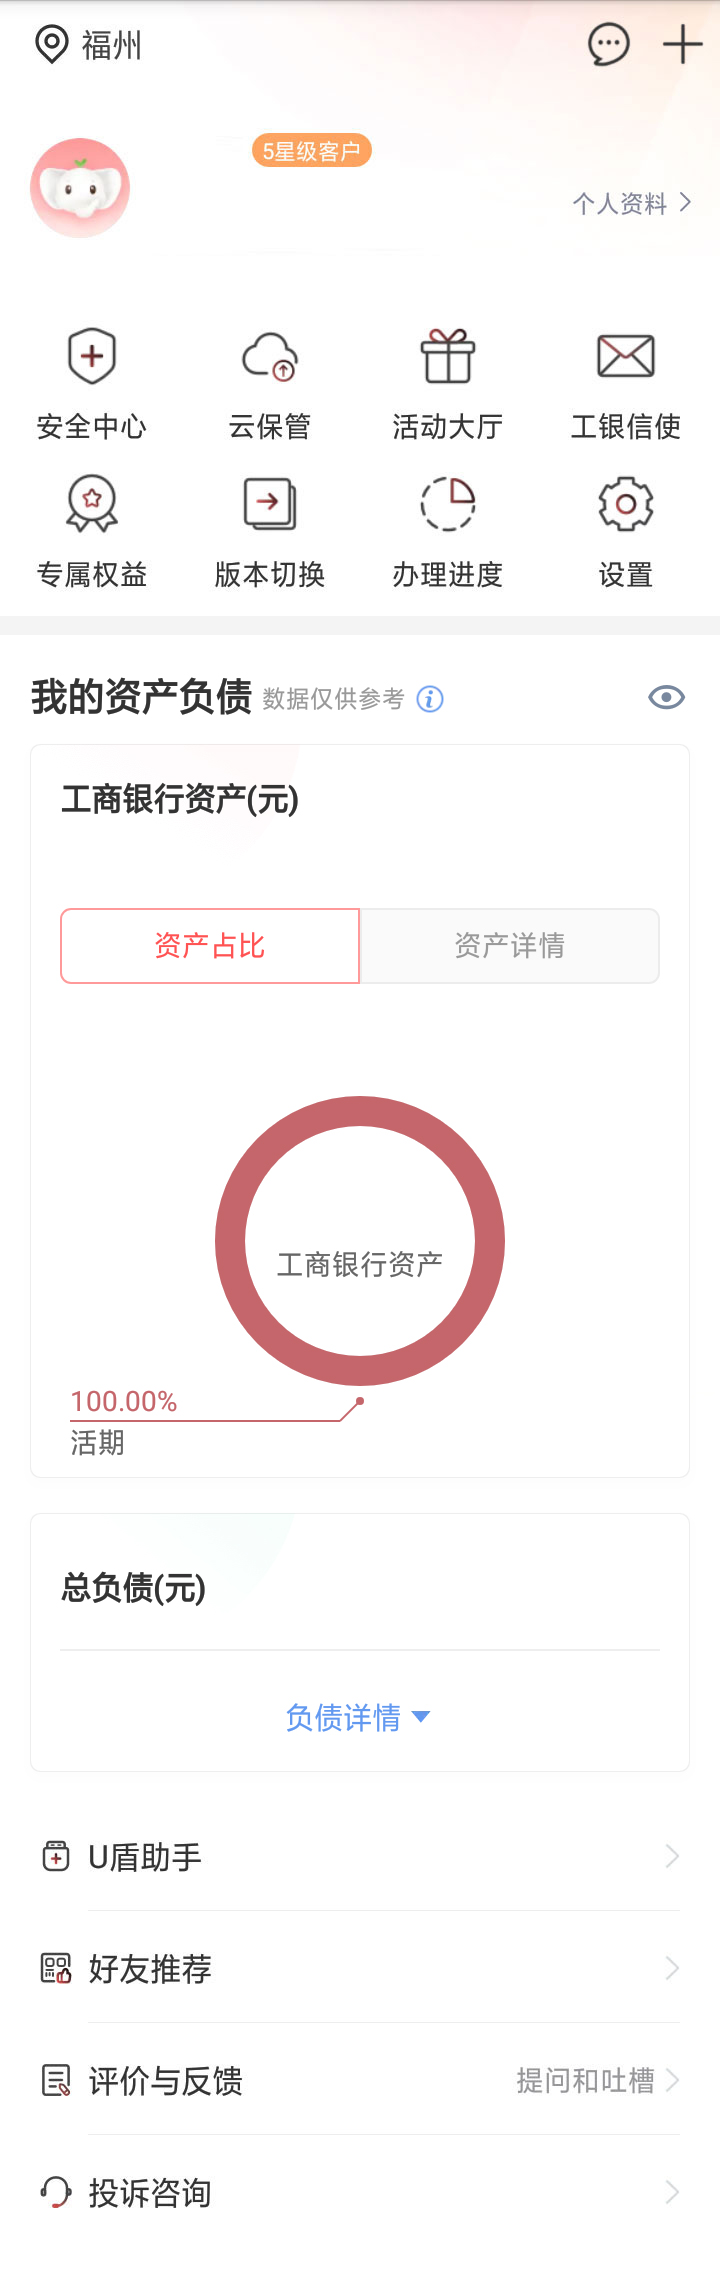 福州
5星级客户
个人资料
安全中心 云保管 活动大厅 工银信使
专属权益 版本切换 办理进度 设置
我的资产负债 数据仅供参考
工商银行资产(元)
资产占比 资产详情
工商银行资产
100.00%
活期
总负债(元)
负债详情
U盾助手
好友推荐
评价与反馈 提问和吐槽
投诉咨询